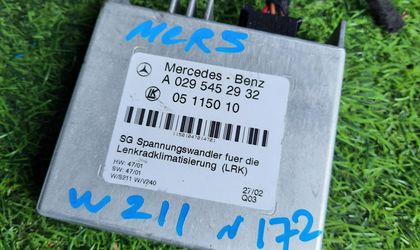 MCR5
Mercedes - Benz
A 029 545 29 32
05 1150 10
SG Spannungswandler fuer die
Lenkradklimatisierung (LRK)
HW: 47/01
SW: 47/01
W/S211 W/V240
27/02
Q03
W 211 N 172